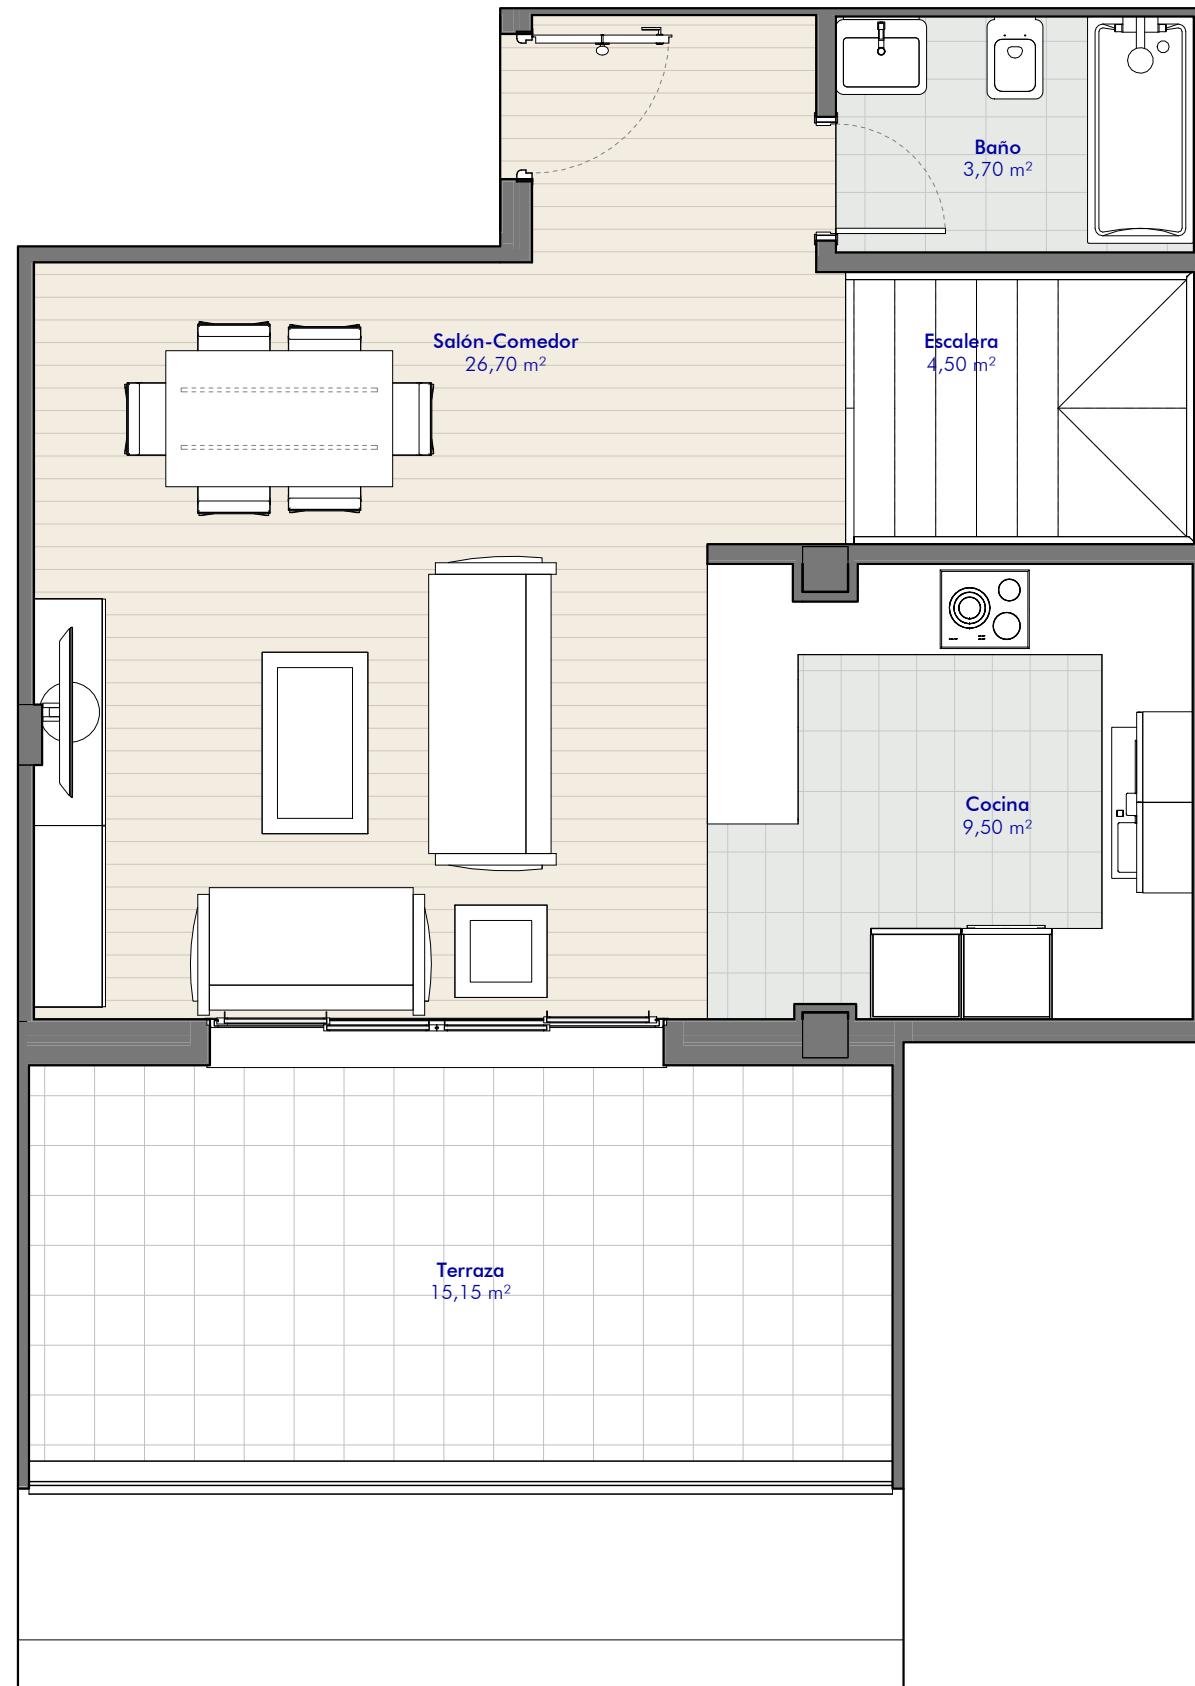 Baño
3,70 m²
Salón-Comedor
26,70 m²
Escalera
4,50 m²
Cocina
9,50 m²
Terraza
15,15 m²